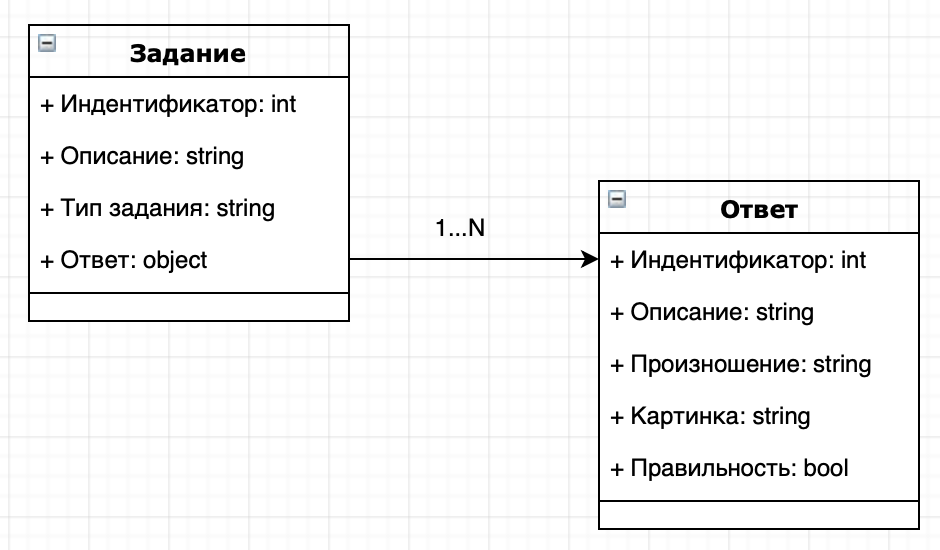 Задание
+ Индентификатор: int
+ Описание: string
+ Тип задания: string
+ Ответ: object
1...N
Ответ
+ Индентификатор: int
+ Описание: string
+ Произношение: string
+ Картинка: string
+ Правильность: bool